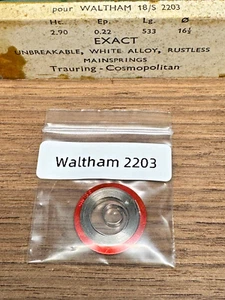 pour WALTHAM 18/S 2203
Ht. Ep. Lg. Ø
2.90 0.22 533 16½
EXACT
UNBREAKABLE, WHITE ALLOY, RUSTLESS
MAINSPRINGS
Trauring - Cosmopolitan
Waltham 2203